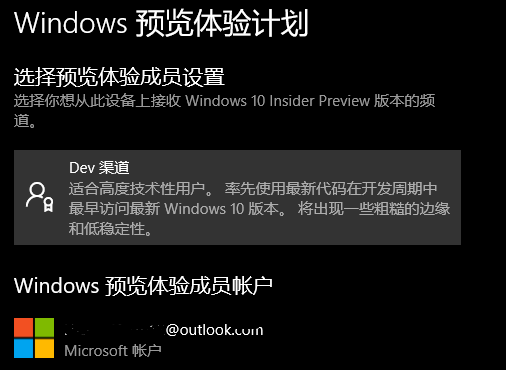 Windows 预览体验计划
选择预览体验成员设置
选择你想从此设备上接收 Windows 10 Insider Preview 版本的频
道。
Dev 渠道
适合高度技术性用户。 率先使用最新代码在开发周期中
最早访问最新 Windows 10 版本。 将出现一些粗糙的边缘
和低稳定性。
Windows 预览体验成员帐户
@outlook.com
Microsoft 帐户